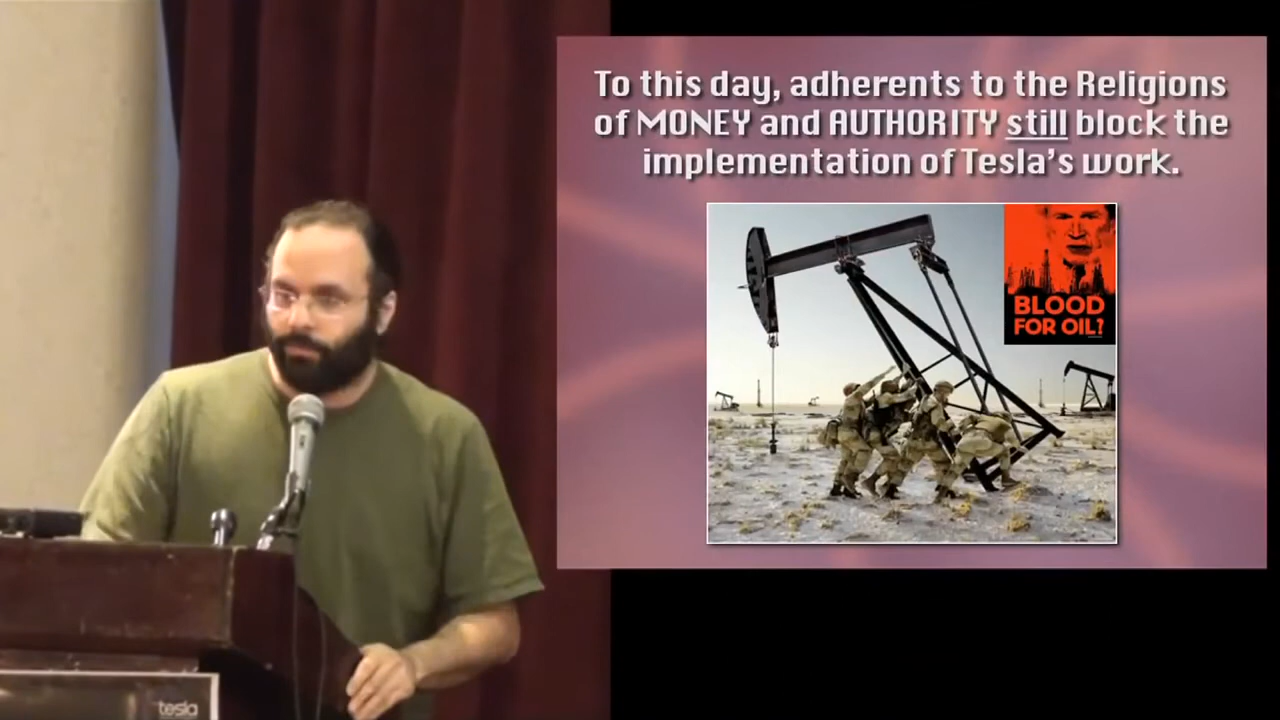 To this day, adherents to the Religions
of MONEY and AUTHORITY still block the
implementation of Tesla's work.
BLOOD
FOR OIL?
tesla